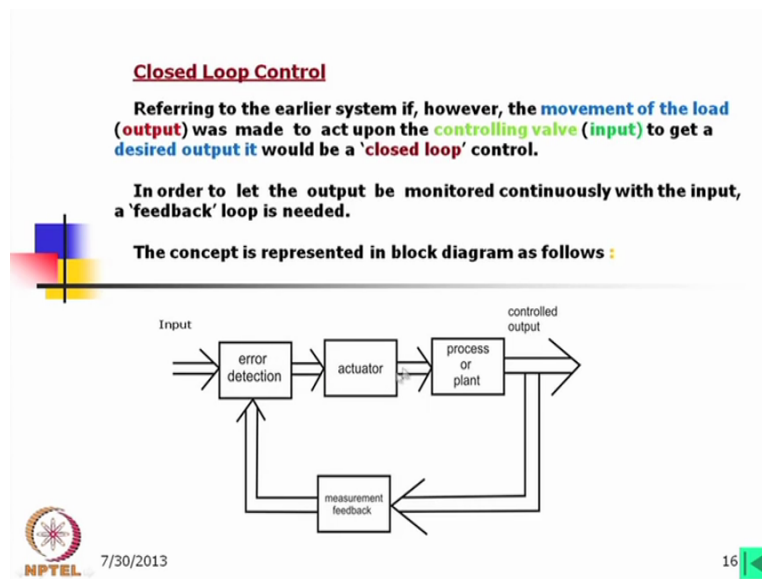 Closed Loop Control
Referring to the earlier system if, however, the movement of the load
(output) was made to act upon the controlling valve (input) to get a
desired output it would be a ‘closed loop’ control.
In order to let the output be monitored continuously with the input,
a ‘feedback’ loop is needed.
The concept is represented in block diagram as follows :
Input
controlled
output
error
detection
actuator
process
or
plant
measurement
feedback
NPTEL
7/30/2013
16